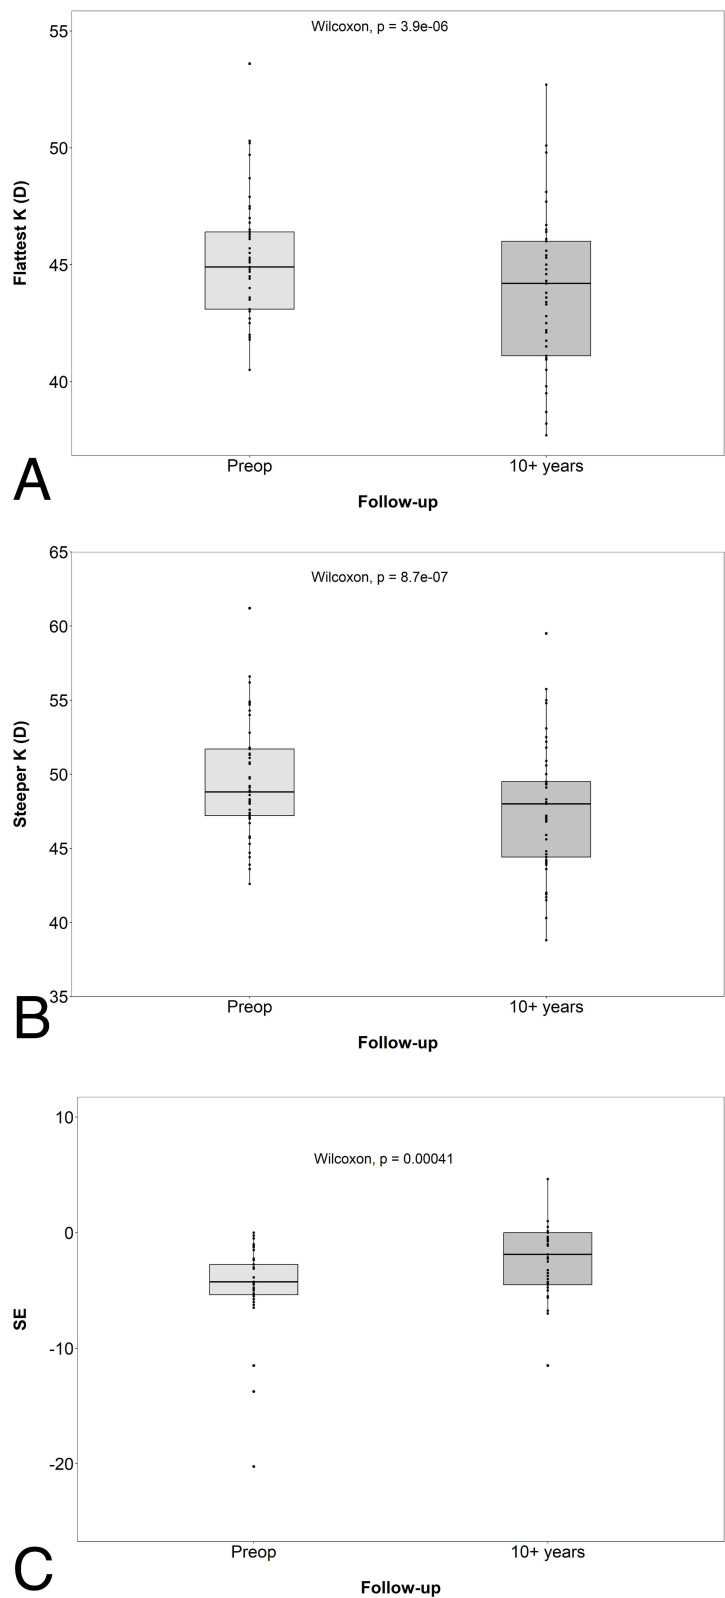 Wilcoxon, p = 3.9e-06
55
50
45
40
Flattest K (D)
Preop 10+ years
Follow-up
A
Wilcoxon, p = 8.7e-07
65
60
55
50
45
40
35
Steeper K (D)
Preop 10+ years
Follow-up
B
Wilcoxon, p = 0.00041
10
0
-10
-20
SE
Preop 10+ years
Follow-up
C